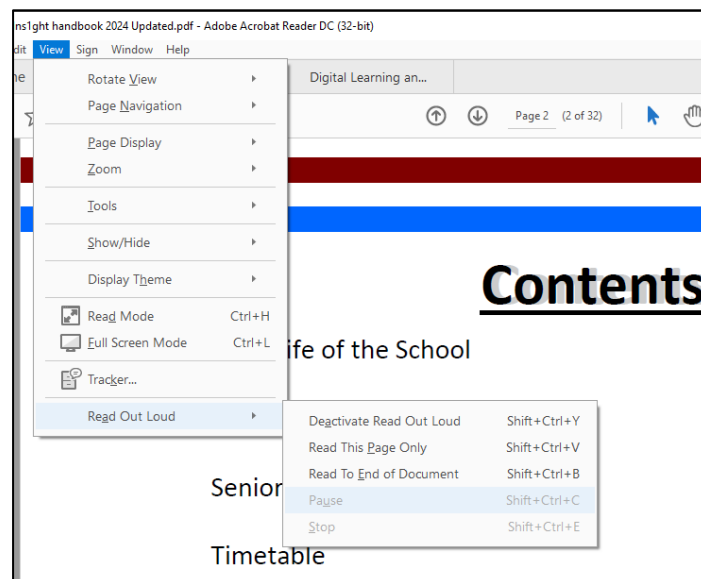 ins1ght handbook 2024 Updated.pdf - Adobe Acrobat Reader DC (32-bit)
dit View Sign Window Help
ne Digital Learning an...
Page 2 (2 of 32)
Rotate View
Page Navigation
Page Display
Zoom
Tools
Show/Hide
Display Theme
Read Mode Ctrl+H
Full Screen Mode Ctrl+L
Tracker...
Read Out Loud
Deactivate Read Out Loud Shift+Ctrl+Y
Read This Page Only Shift+Ctrl+V
Read To End of Document Shift+Ctrl+B
Pause Shift+Ctrl+C
Stop Shift+Ctrl+E
Contents
ife of the School
Senior
Timetable